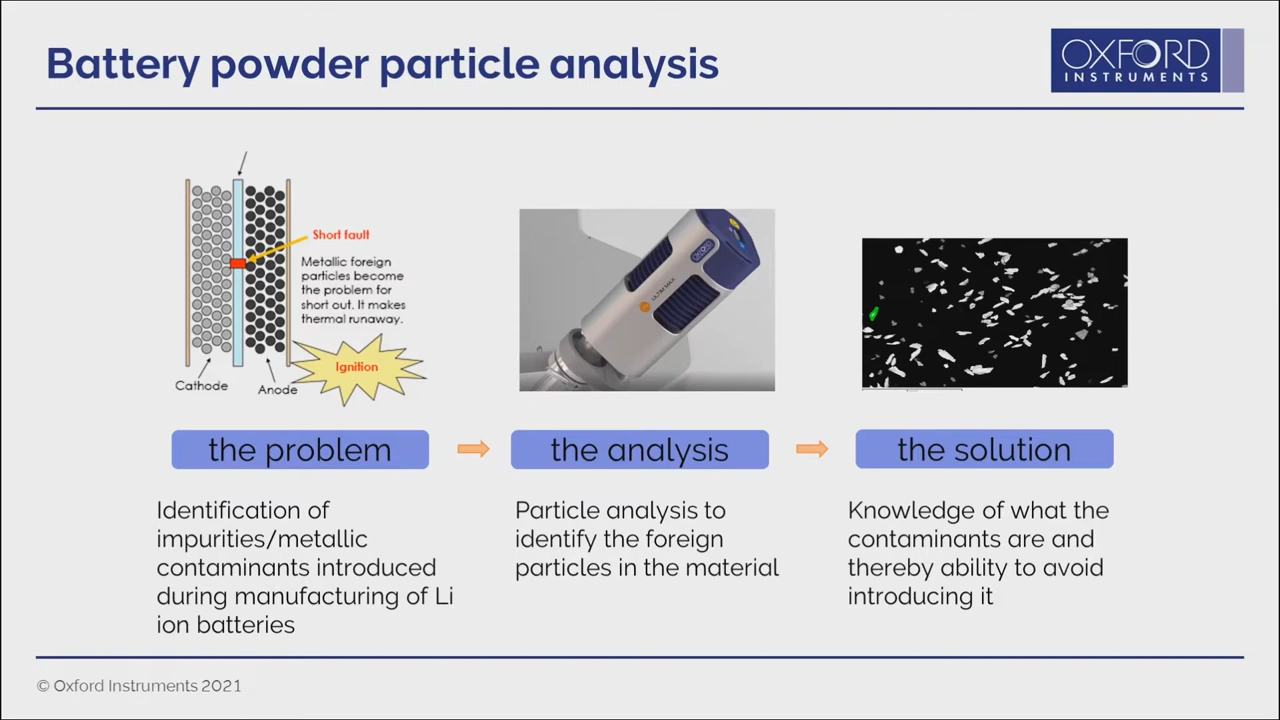 Battery powder particle analysis
OXFORD
INSTRUMENTS
Short fault
Metallic foreign
particles become
the problem for
short out. It makes
thermal runaway.
Ignition
Cathode
Anode
ULTIM MAX
the problem
the analysis
the solution
Identification of
impurities/metallic
contaminants introduced
during manufacturing of Li
ion batteries
Particle analysis to
identify the foreign
particles in the material
Knowledge of what the
contaminants are and
thereby ability to avoid
introducing it
© Oxford Instruments 2021